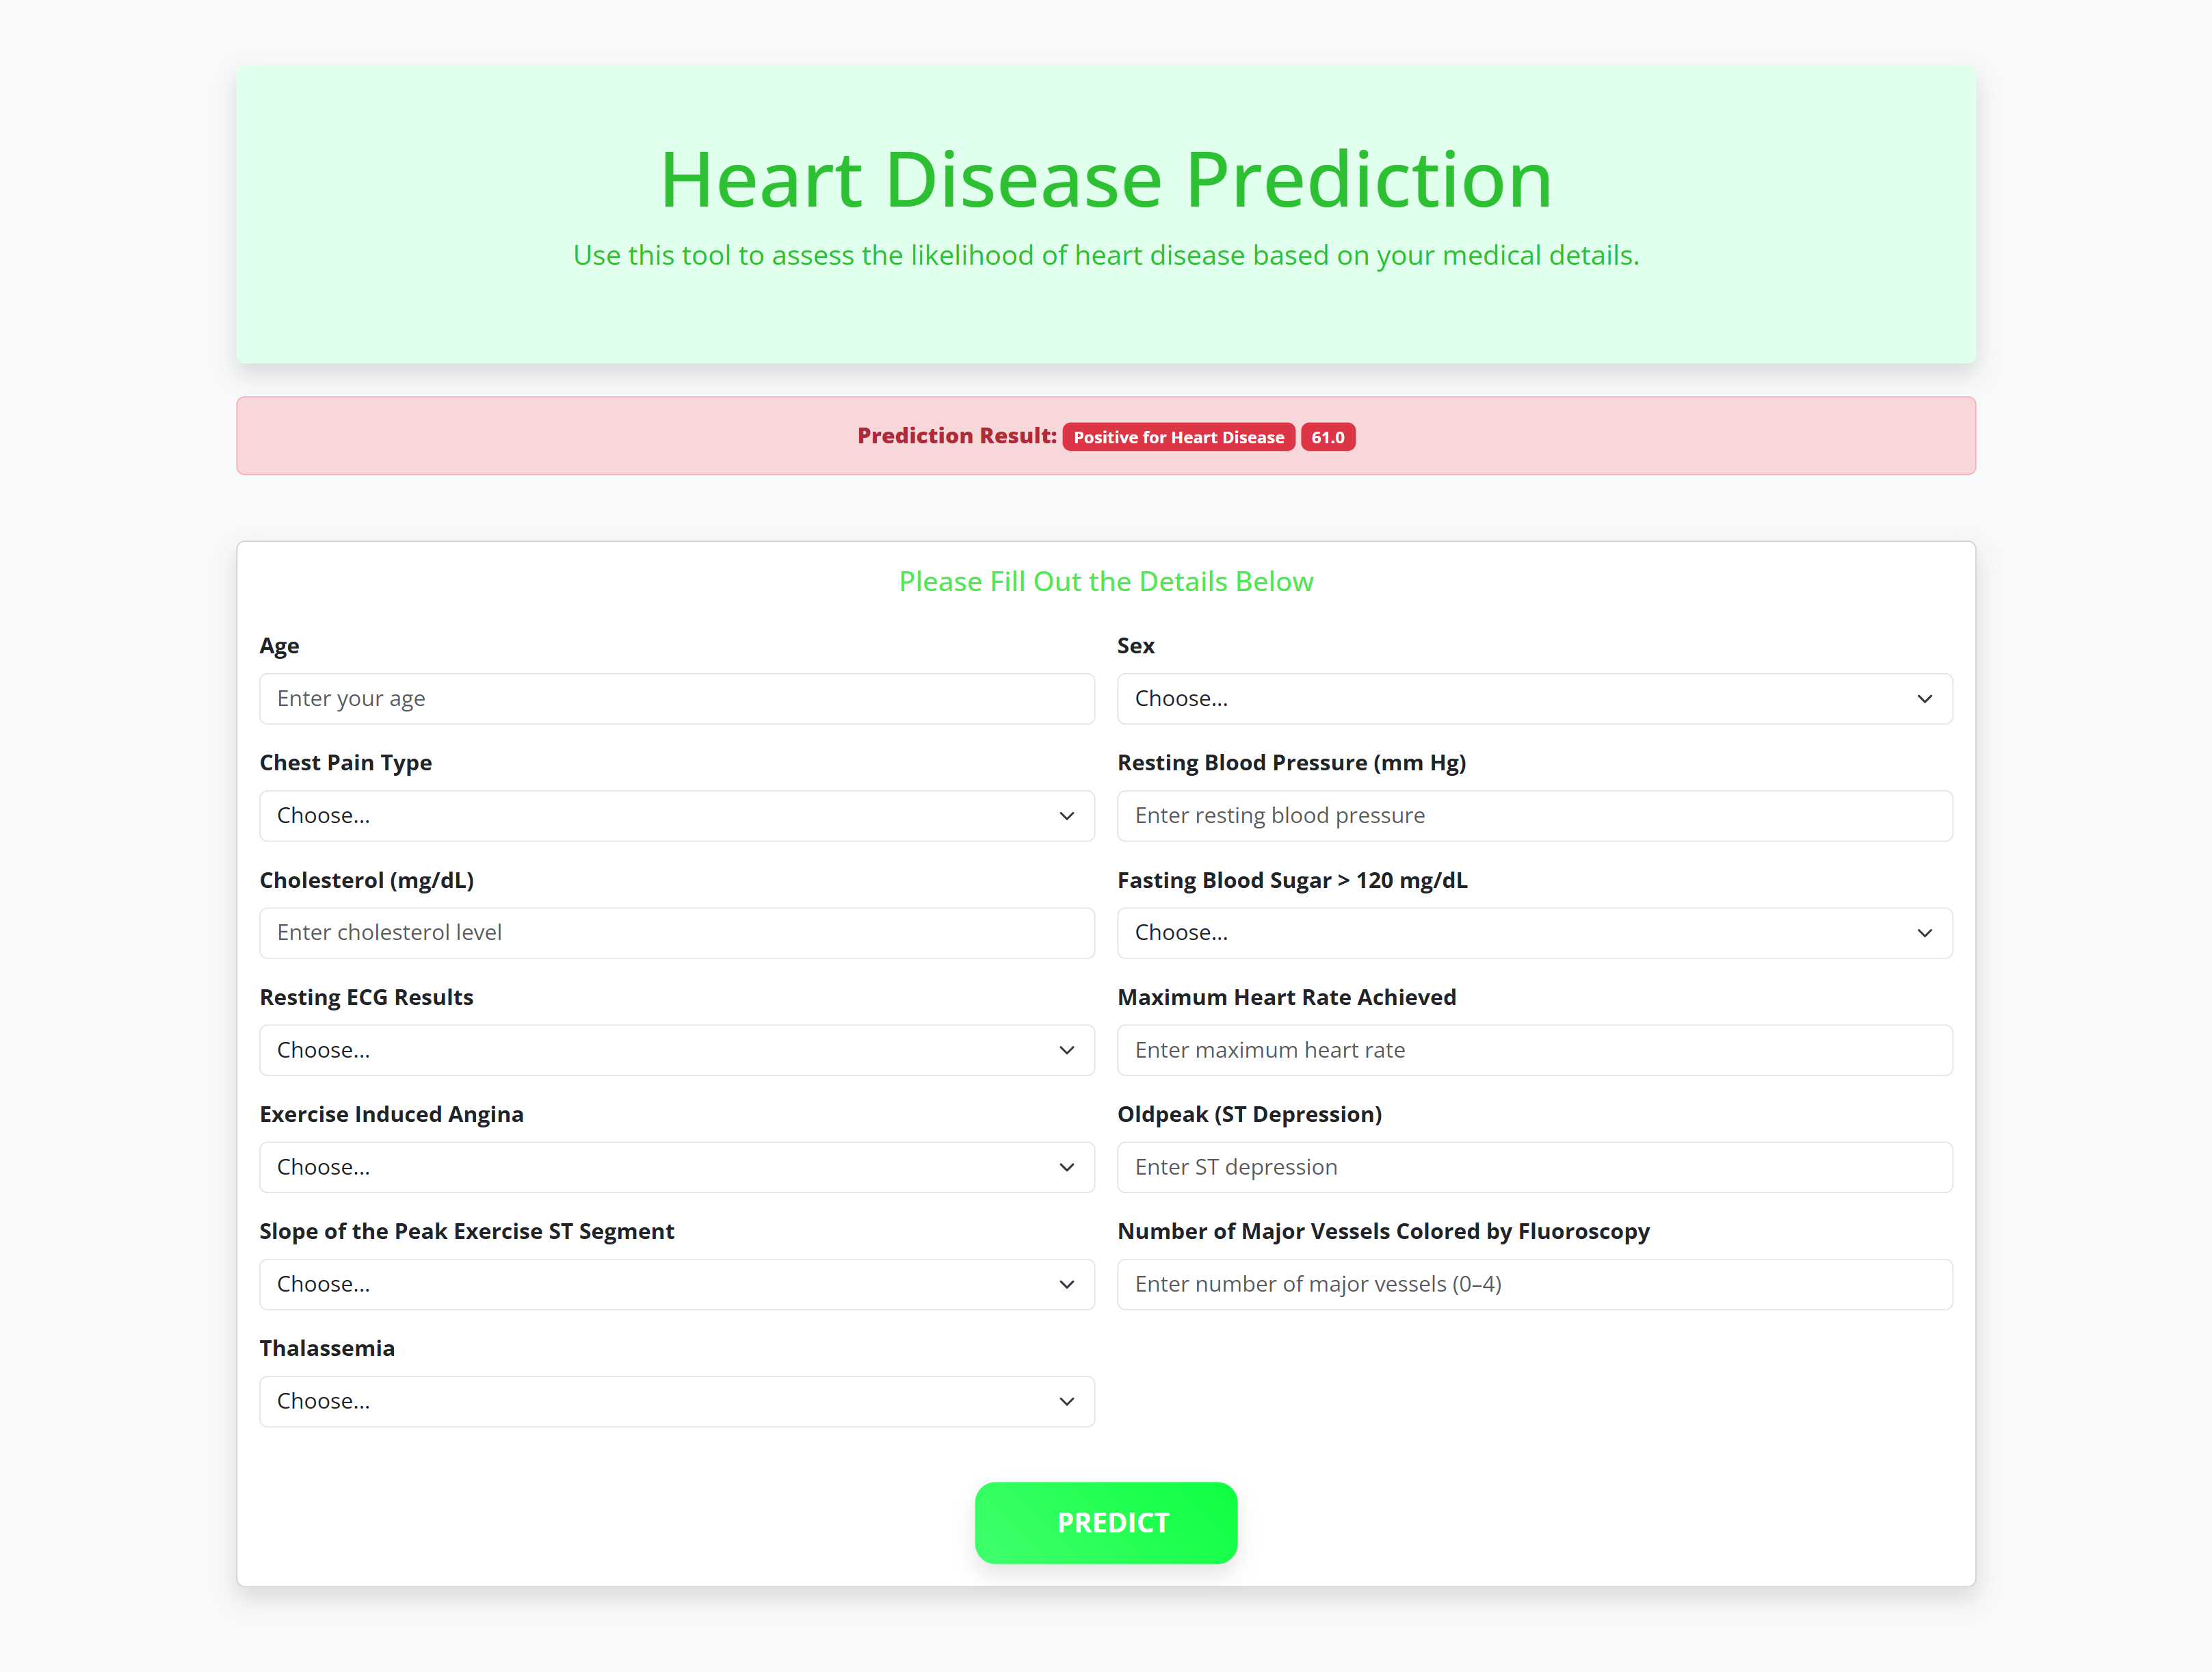 Heart Disease Prediction
Use this tool to assess the likelihood of heart disease based on your medical details.
Prediction Result: Positive for Heart Disease 61.0
Please Fill Out the Details Below
Age
Enter your age
Sex
Choose...
Chest Pain Type
Choose...
Resting Blood Pressure (mm Hg)
Enter resting blood pressure
Cholesterol (mg/dL)
Enter cholesterol level
Fasting Blood Sugar > 120 mg/dL
Choose...
Resting ECG Results
Choose...
Maximum Heart Rate Achieved
Enter maximum heart rate
Exercise Induced Angina
Choose...
Oldpeak (ST Depression)
Enter ST depression
Slope of the Peak Exercise ST Segment
Choose...
Number of Major Vessels Colored by Fluoroscopy
Enter number of major vessels (0–4)
Thalassemia
Choose...
PREDICT